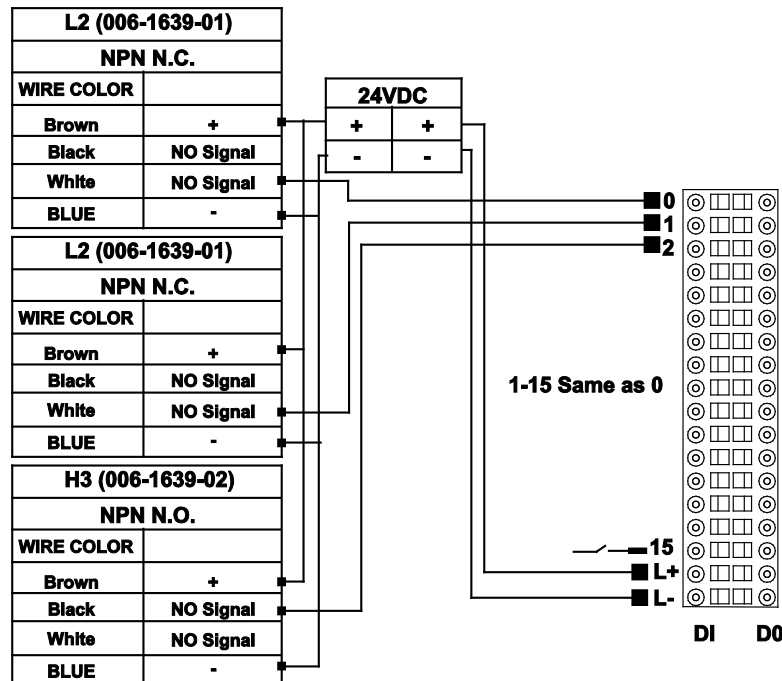 L2 (006-1639-01)
NPN N.C.
WIRE COLOR
Brown +
Black NO Signal
White NO Signal
BLUE -
L2 (006-1639-01)
NPN N.C.
WIRE COLOR
Brown +
Black NO Signal
White NO Signal
BLUE -
H3 (006-1639-02)
NPN N.O.
WIRE COLOR
Brown +
Black NO Signal
White NO Signal
BLUE -
24VDC
+ +
- -
0
1
2
1-15 Same as 0
15
L+
L-
DI D0